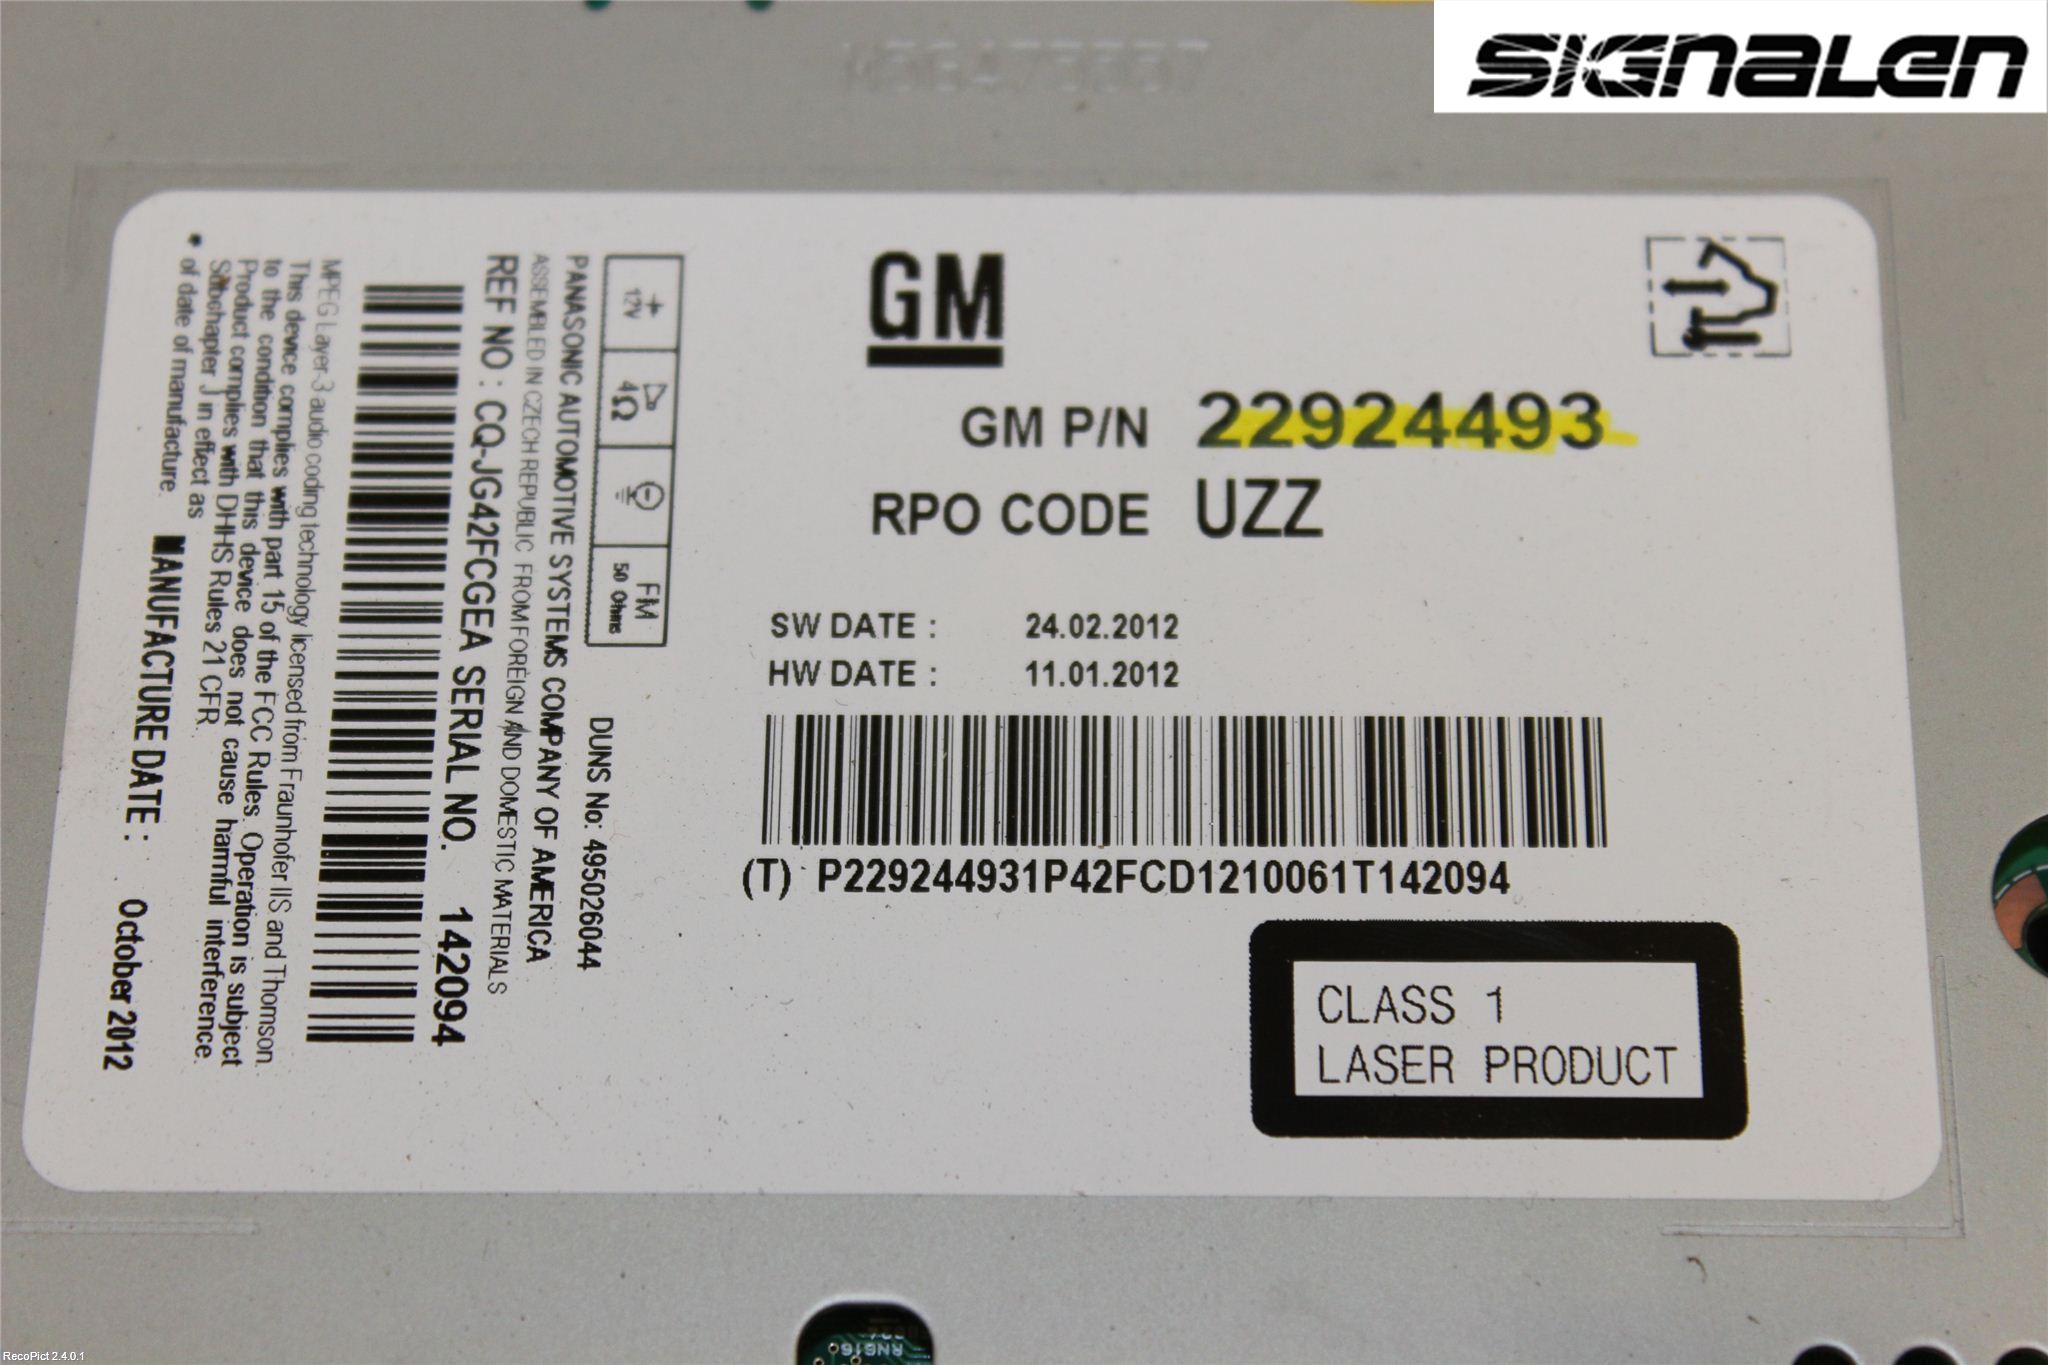 SIGNALEN
GM
GM P/N 22924493
RPO CODE UZZ
SW DATE : 24.02.2012
HW DATE : 11.01.2012
(T) P229244931P42FCD1210061T142094
CLASS 1
LASER PRODUCT
+ 12V
4Ω
FM 50 Ohms
DUNS No: 495026044
PANASONIC AUTOMOTIVE SYSTEMS COMPANY OF AMERICA
ASSEMBLED IN CZECH REPUBLIC FROM FOREIGN AND DOMESTIC MATERIALS
REF NO : CQ-JG42FCGEA SERIAL NO. 142094
MPEG Layer-3 audio coding technology licensed from Fraunhofer IIS and Thomson.
This device complies with part 15 of the FCC Rules. Operation is subject
to the condition that this device does not cause harmful interference.
Product complies with DHHS Rules 21 CFR.
Subchapter J in effect as
of date of manufacture.
MANUFACTURE DATE : October 2012
RN616
RecoPict 2.4.0.1